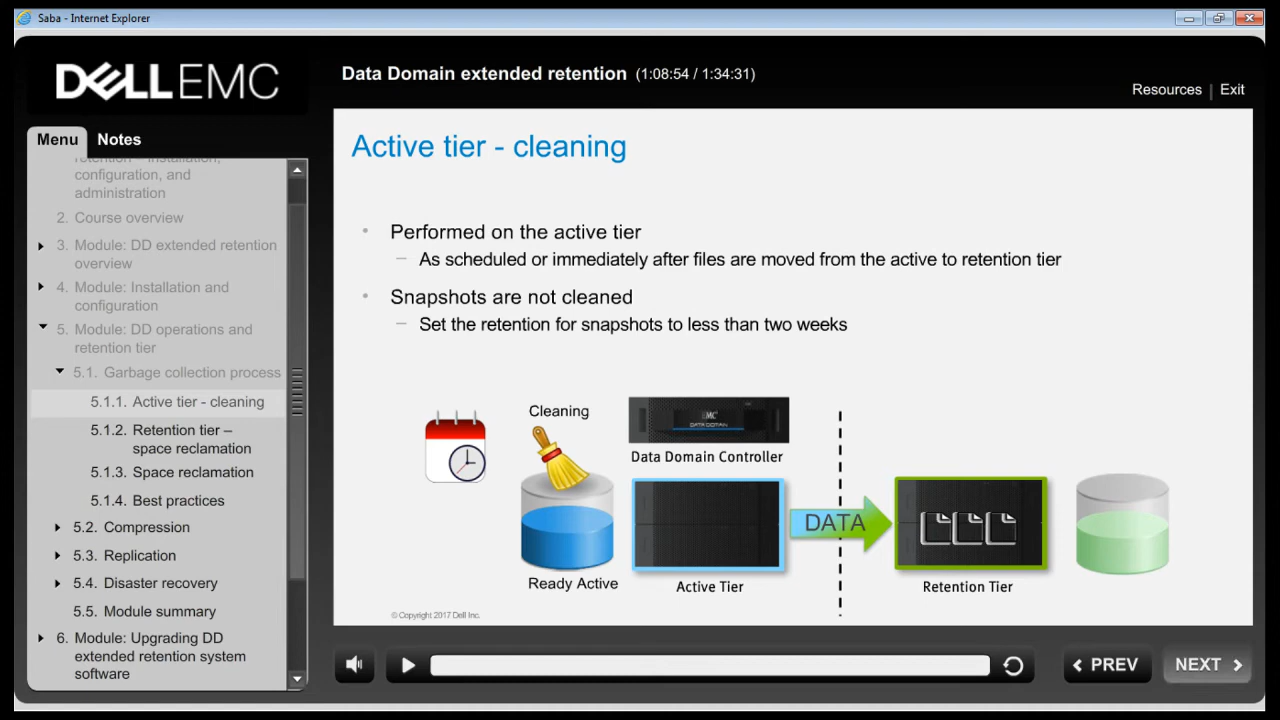 Saba - Internet Explorer
DELLEMC
Data Domain extended retention (1:08:54 / 1:34:31)
Resources | Exit
Menu
Notes
retention – installation,
configuration, and
administration
2. Course overview
3. Module: DD extended retention
overview
4. Module: Installation and
configuration
5. Module: DD operations and
retention tier
5.1. Garbage collection process
5.1.1. Active tier - cleaning
5.1.2. Retention tier –
space reclamation
5.1.3. Space reclamation
5.1.4. Best practices
5.2. Compression
5.3. Replication
5.4. Disaster recovery
5.5. Module summary
6. Module: Upgrading DD
extended retention system
software
Active tier - cleaning
• Performed on the active tier
– As scheduled or immediately after files are moved from the active to retention tier
• Snapshots are not cleaned
– Set the retention for snapshots to less than two weeks
Cleaning
EMC
DATA DOMAIN
Data Domain Controller
DATA
Ready Active
Active Tier
Retention Tier
© Copyright 2017 Dell Inc.
PREV
NEXT